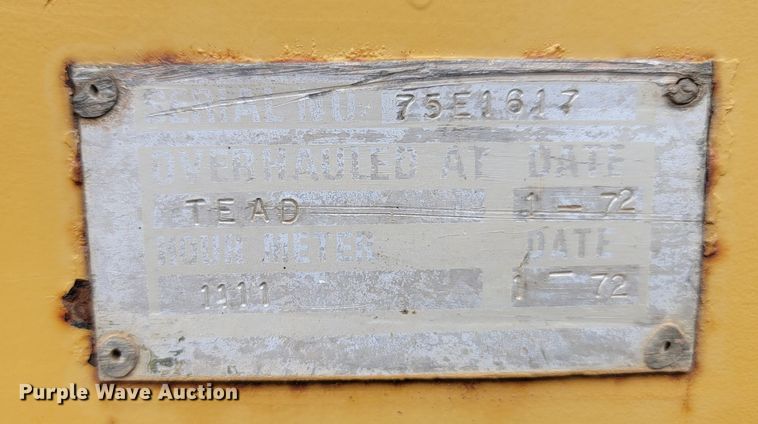 SERIAL NO. 75E1617
OVERHAULED AT DATE
TEAD 1-72
HOUR METER DATE
1111 1-72
Purple Wave Auction